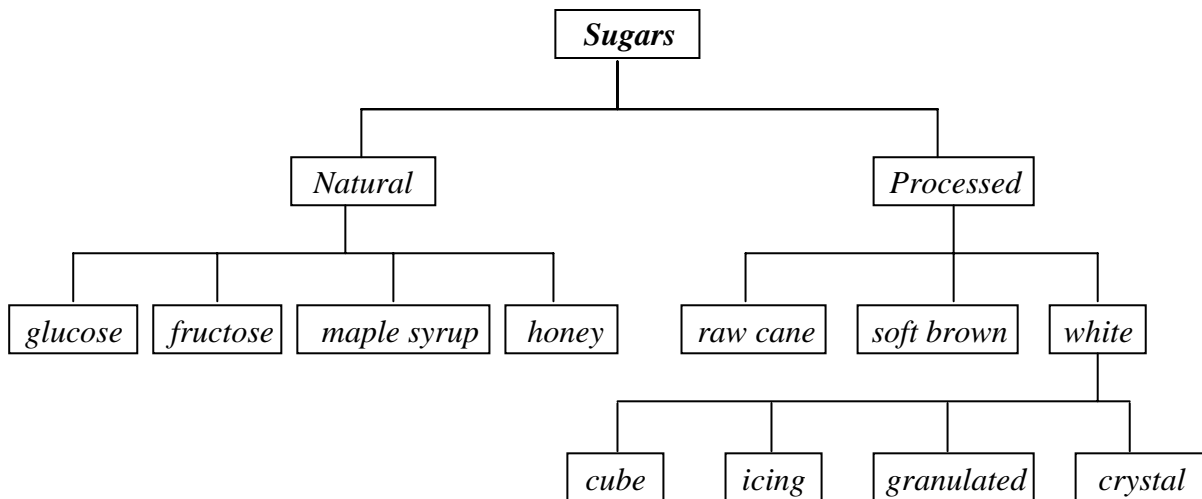 Sugars
Natural Processed
glucose fructose maple syrup honey raw cane soft brown white
cube icing granulated crystal